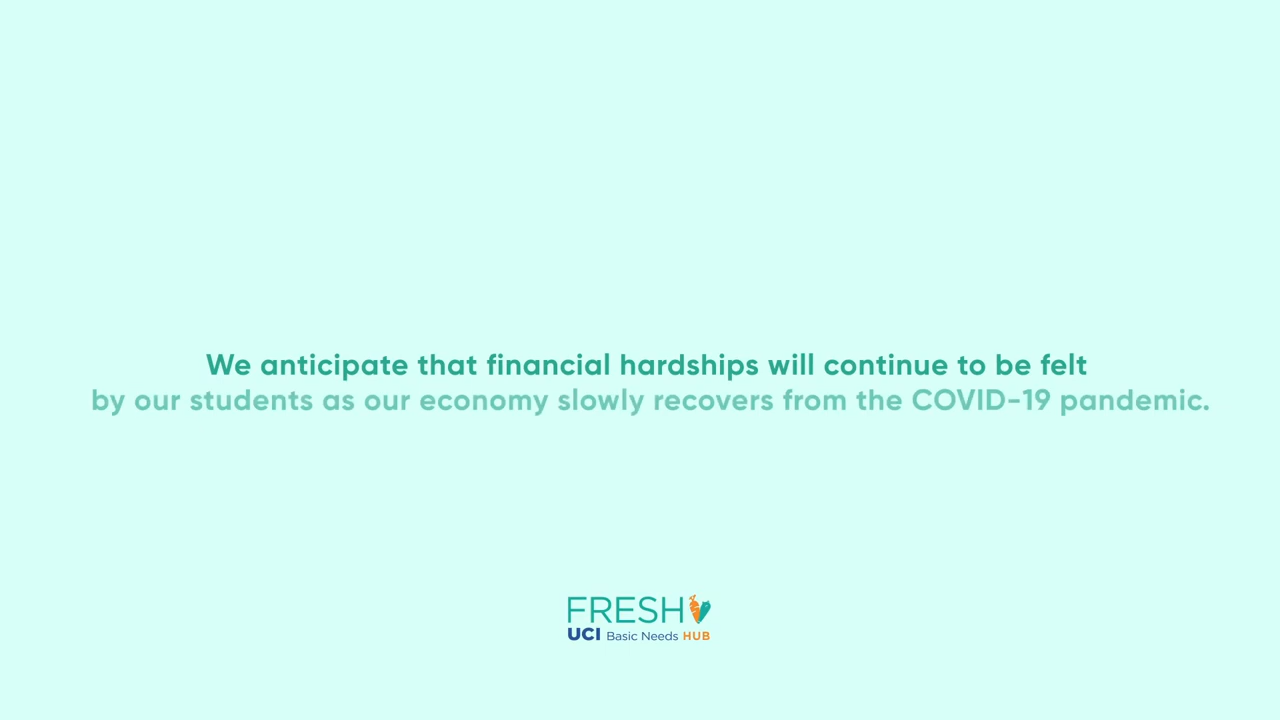 We anticipate that financial hardships will continue to be felt
by our students as our economy slowly recovers from the COVID-19 pandemic.
FRESH
UCI Basic Needs HUB